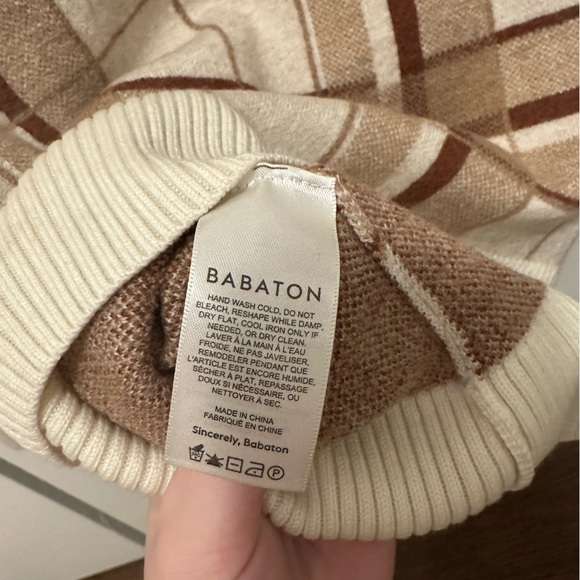 BABATON
HAND WASH COLD, DO NOT
BLEACH, RESHAPE WHILE DAMP,
DRY FLAT, COOL IRON ONLY IF
NEEDED, OR DRY CLEAN.
LAVER À LA MAIN À L'EAU
FROIDE, NE PAS JAVELISER,
REMODELER PENDANT QUE
L'ARTICLE EST ENCORE HUMIDE,
SÉCHER À PLAT, REPASSAGE
DOUX SI NÉCESSAIRE, OU
NETTOYER À SEC.
MADE IN CHINA
FABRIQUÉ EN CHINE
Sincerely, Babaton
P